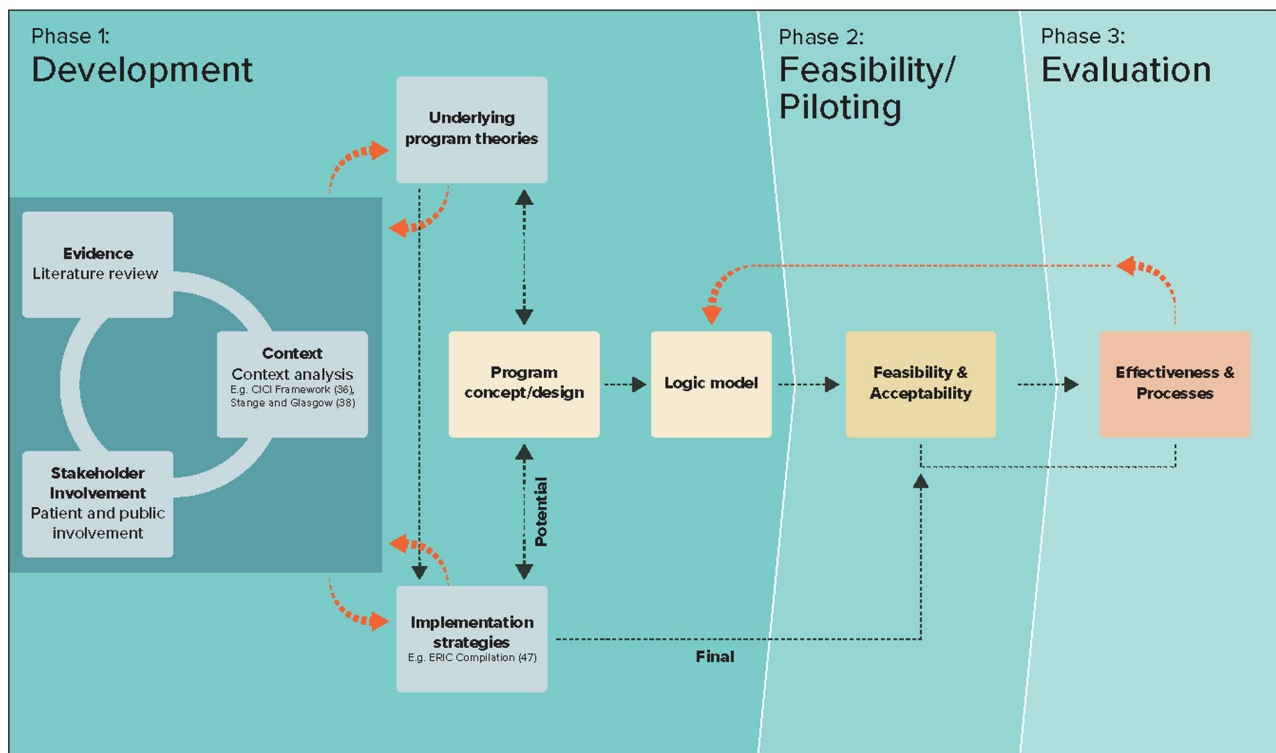 Phase 1:
Development
Phase 2:
Feasibility/
Piloting
Phase 3:
Evaluation
Underlying
program theories
Evidence
Literature review
Context
Context analysis
E.g. CICI Framework (36),
Stange and Glasgow (38)
Stakeholder
Involvement
Patient and public
involvement
Program
concept/design
Logic model
Feasibility &
Acceptability
Effectiveness &
Processes
Potential
Implementation
strategies
E.g. ERIC Compilation (47)
Final